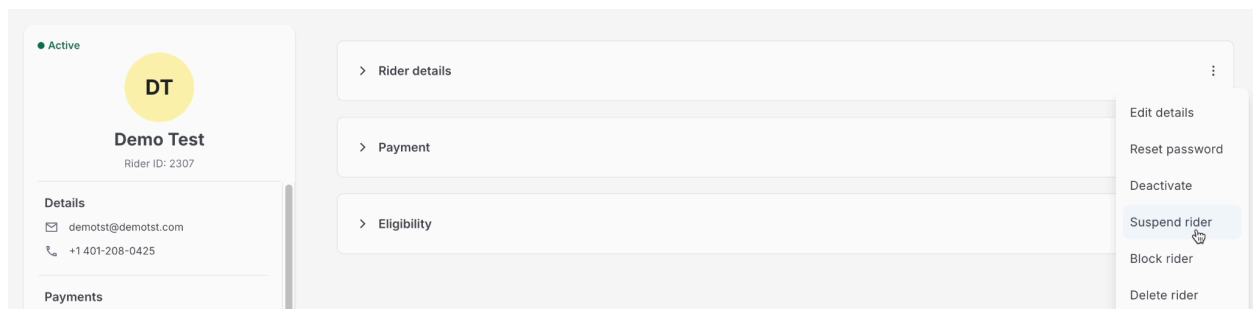 Active
DT
Demo Test
Rider ID: 2307
Details
demotst@demotst.com
+1 401-208-0425
Payments
Rider details
Payment
Eligibility
Edit details
Reset password
Deactivate
Suspend rider
Block rider
Delete rider